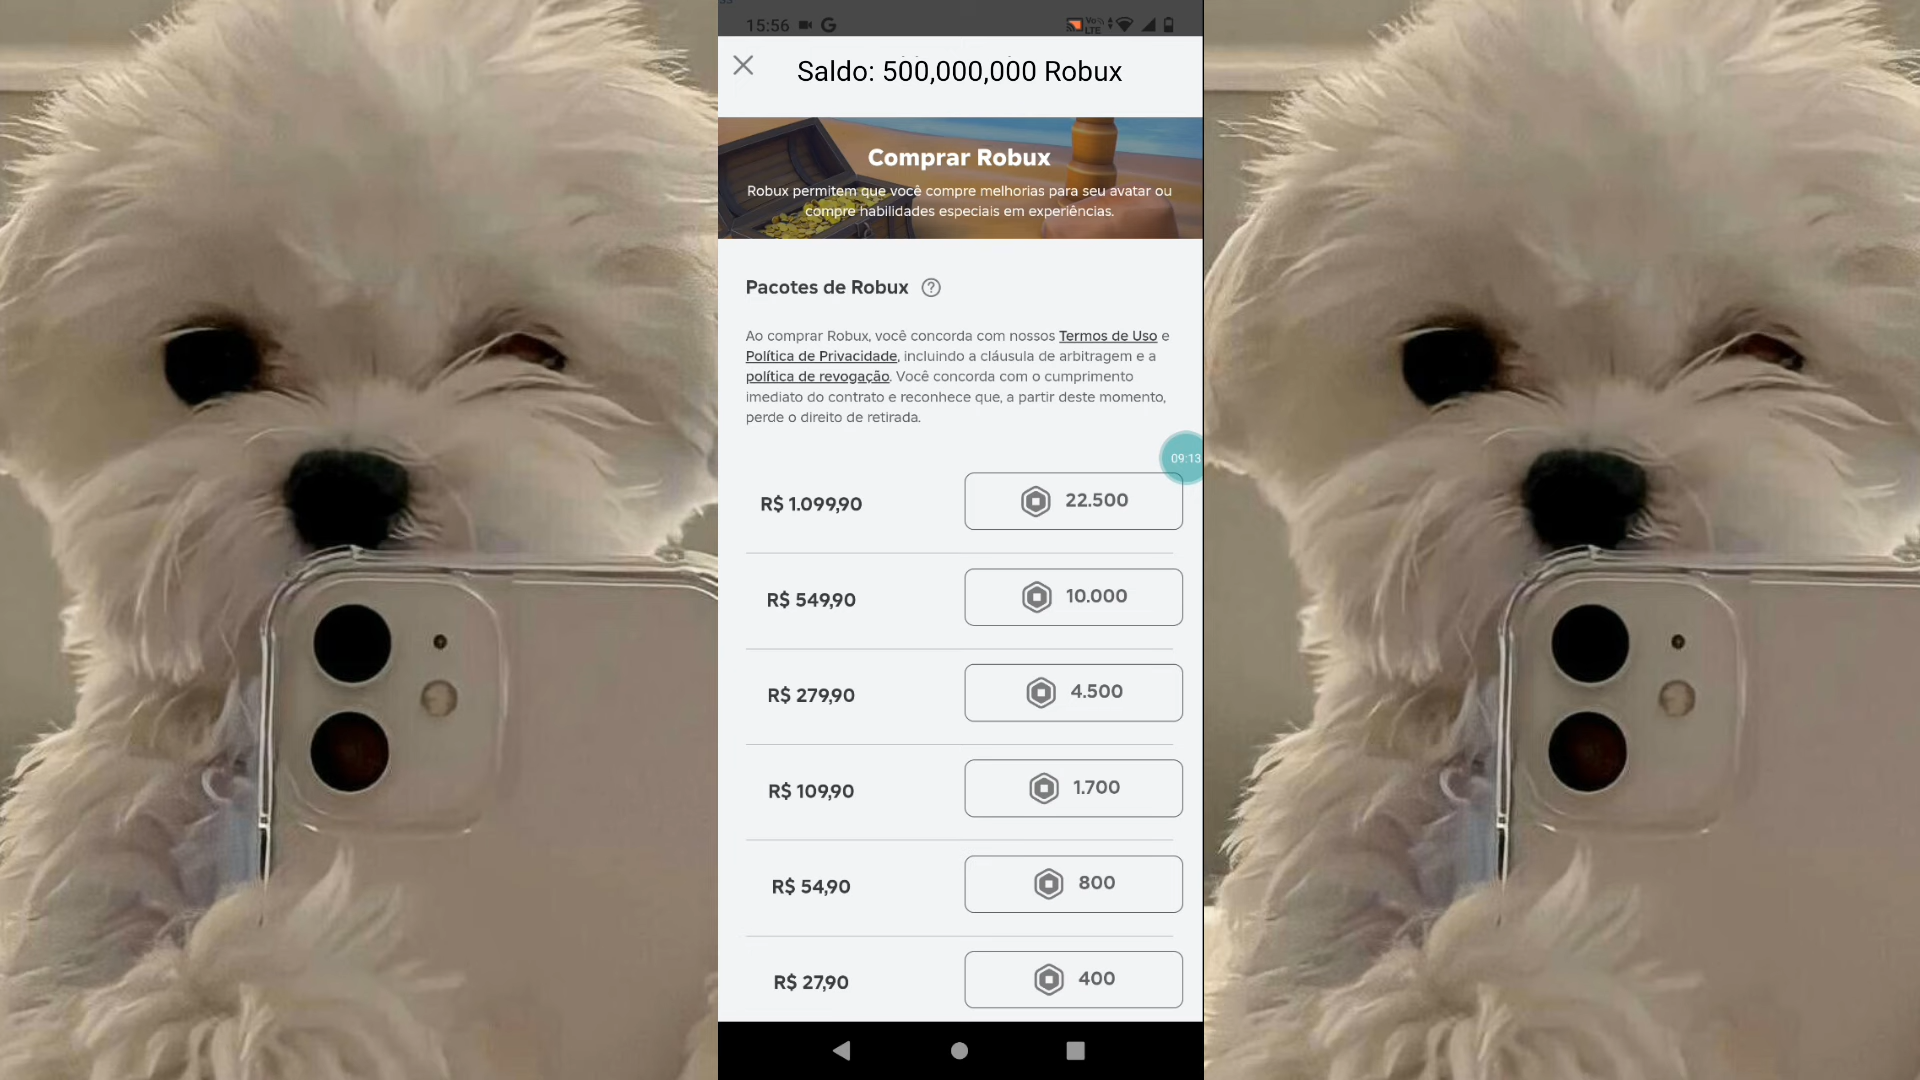 15:56
Vo
LTE
Saldo: 500,000,000 Robux
Comprar Robux
Robux permitem que você compre melhorias para seu avatar ou
compre habilidades especiais em experiências.
Pacotes de Robux ?
Ao comprar Robux, você concorda com nossos Termos de Uso e
Política de Privacidade, incluindo a cláusula de arbitragem e a
política de revogação. Você concorda com o cumprimento
imediato do contrato e reconhece que, a partir deste momento,
perde o direito de retirada.
09:13
R$ 1.099,90 22.500
R$ 549,90 10.000
R$ 279,90 4.500
R$ 109,90 1.700
R$ 54,90 800
R$ 27,90 400